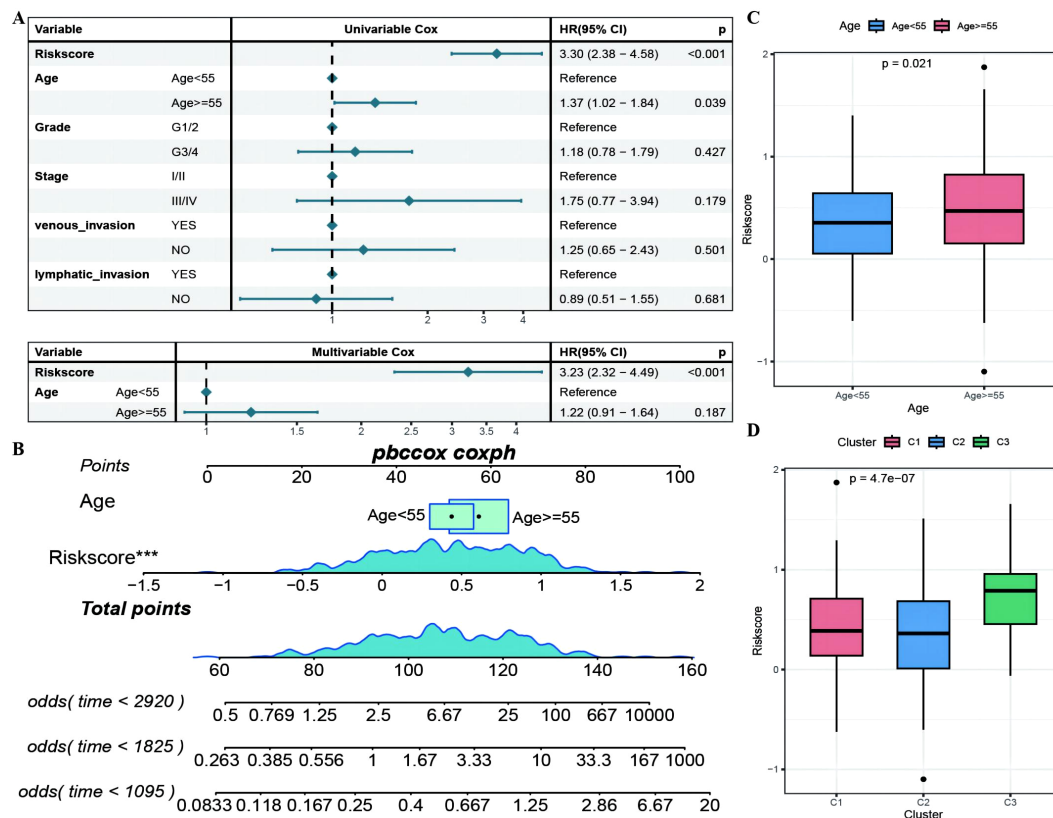 A
Variable Univariable Cox HR(95% CI) p
Riskscore 3.30 (2.38 − 4.58) <0.001
Age Age<55 Reference
Age>=55 1.37 (1.02 − 1.84) 0.039
Grade G1/2 Reference
G3/4 1.18 (0.78 − 1.79) 0.427
Stage I/II Reference
III/IV 1.75 (0.77 − 3.94) 0.179
venous_invasion YES Reference
NO 1.25 (0.65 − 2.43) 0.501
lymphatic_invasion YES Reference
NO 0.89 (0.51 − 1.55) 0.681
1 2 3 4
Variable Multivariable Cox HR(95% CI) p
Riskscore 3.23 (2.32 − 4.49) <0.001
Age Age<55 Reference
Age>=55 1.22 (0.91 − 1.64) 0.187
1 1.5 2 2.5 3 3.5 4
B
pbccox coxph
Points 0 20 40 60 80 100
Age
Age<55 Age>=55
Riskscore***
−1.5 −1 −0.5 0 0.5 1 1.5 2
Total points
60 80 100 120 140 160
odds( time < 2920 )
0.5 0.769 1.25 2.5 6.67 25 100 667 10000
odds( time < 1825 )
0.263 0.385 0.556 1 1.67 3.33 10 33.3 167 1000
odds( time < 1095 )
0.0833 0.118 0.167 0.25 0.4 0.667 1.25 2.86 6.67 20
C
Age Age<55 Age>=55
p = 0.021
2
1
0
−1
Riskscore
Age<55 Age>=55
Age
D
Cluster C1 C2 C3
p = 4.7e−07
2
1
0
−1
Riskscore
C1 C2 C3
Cluster